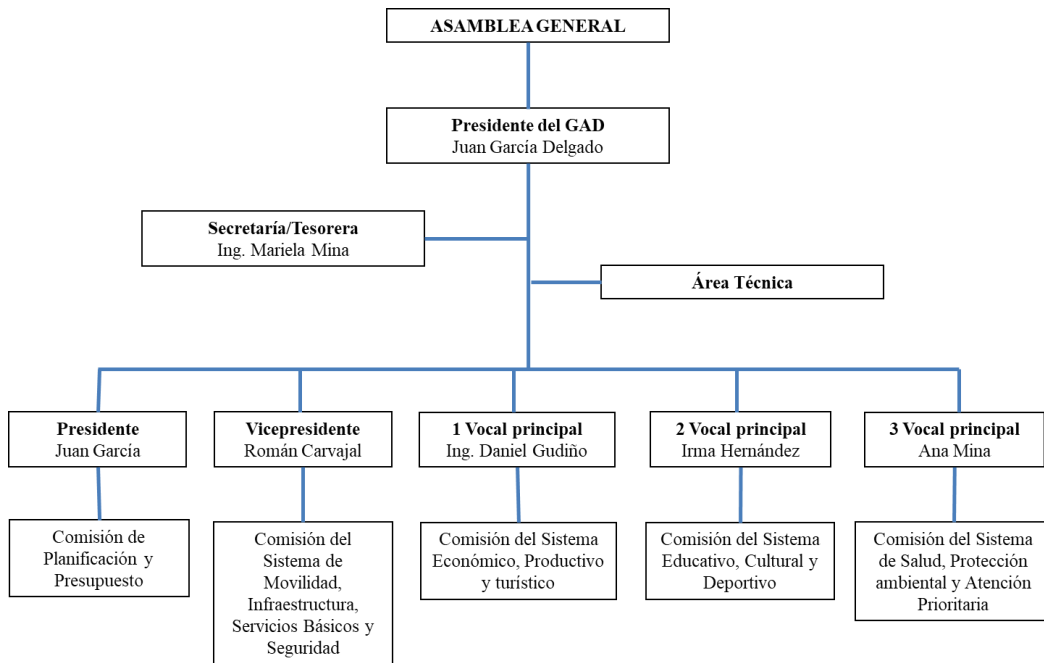 ASAMBLEA GENERAL
Presidente del GAD
Juan García Delgado
Secretaría/Tesorera
Ing. Mariela Mina
Área Técnica
Presidente
Juan García
Vicepresidente
Román Carvajal
1 Vocal principal
Ing. Daniel Gudiño
2 Vocal principal
Irma Hernández
3 Vocal principal
Ana Mina
Comisión de
Planificación y
Presupuesto
Comisión del
Sistema de
Movilidad,
Infraestructura,
Servicios Básicos y
Seguridad
Comisión del Sistema
Económico, Productivo
y turístico
Comisión del Sistema
Educativo, Cultural y
Deportivo
Comisión del Sistema
de Salud, Protección
ambiental y Atención
Prioritaria